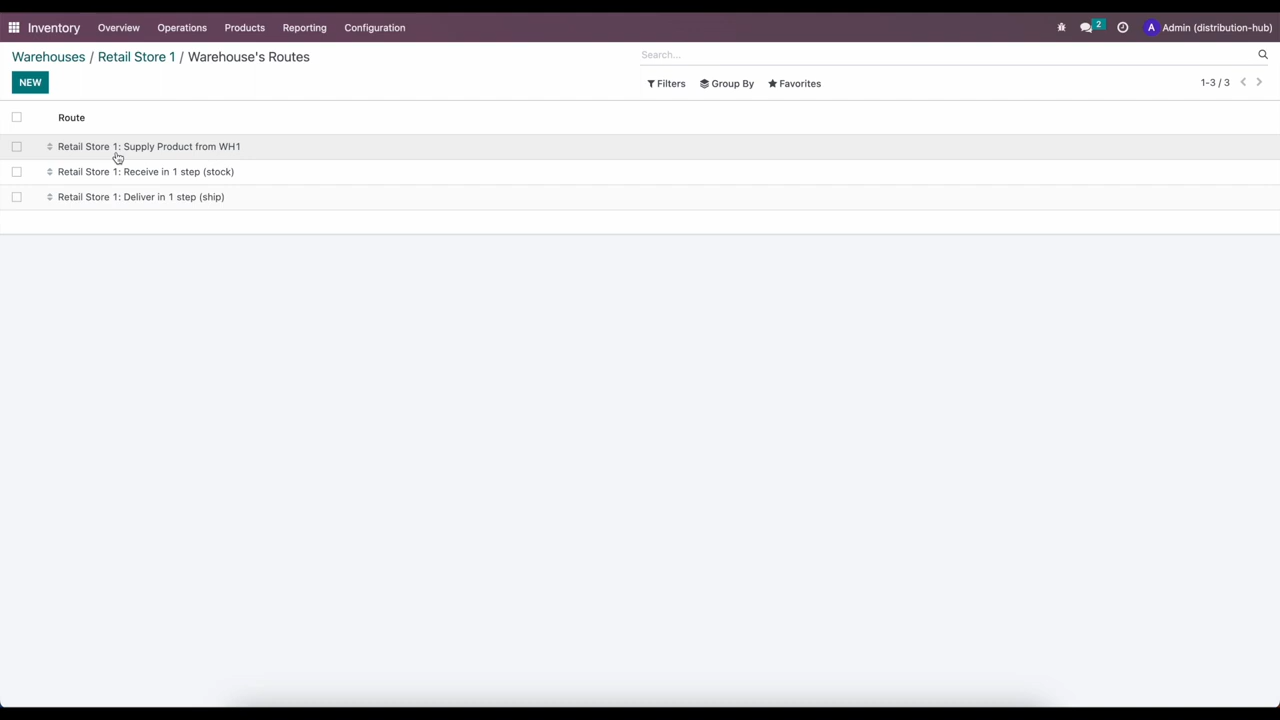 Inventory Overview Operations Products Reporting Configuration 2 A Admin (distribution-hub)
Warehouses / Retail Store 1 / Warehouse's Routes Search...
NEW Filters Group By Favorites 1-3 / 3
Route
Retail Store 1: Supply Product from WH1
Retail Store 1: Receive in 1 step (stock)
Retail Store 1: Deliver in 1 step (ship)